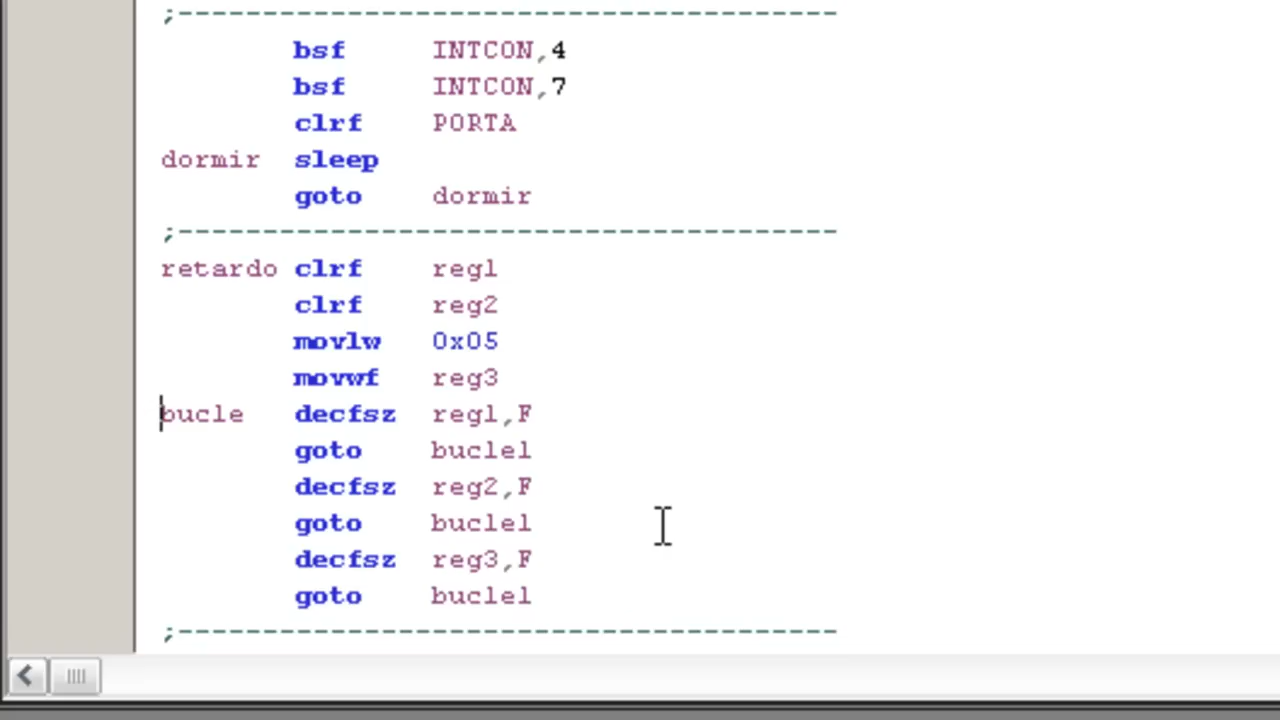 ;---------------------------------------
bsf INTCON,4
bsf INTCON,7
clrf PORTA
dormir sleep
goto dormir
;---------------------------------------
retardo clrf reg1
clrf reg2
movlw 0x05
movwf reg3
bucle decfsz reg1,F
goto bucle1
decfsz reg2,F
goto bucle1
decfsz reg3,F
goto bucle1
;---------------------------------------